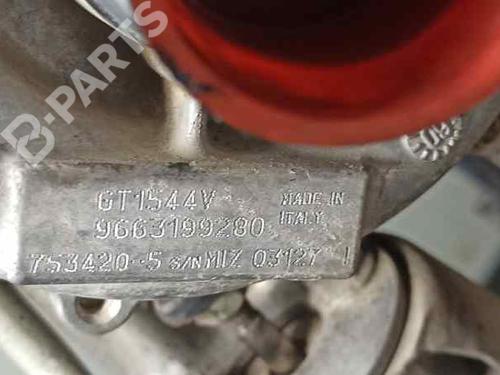 B-PARTS
GT1544V
MADE IN
ITALY
9663199280
753420-5 S/N MIZ 03127